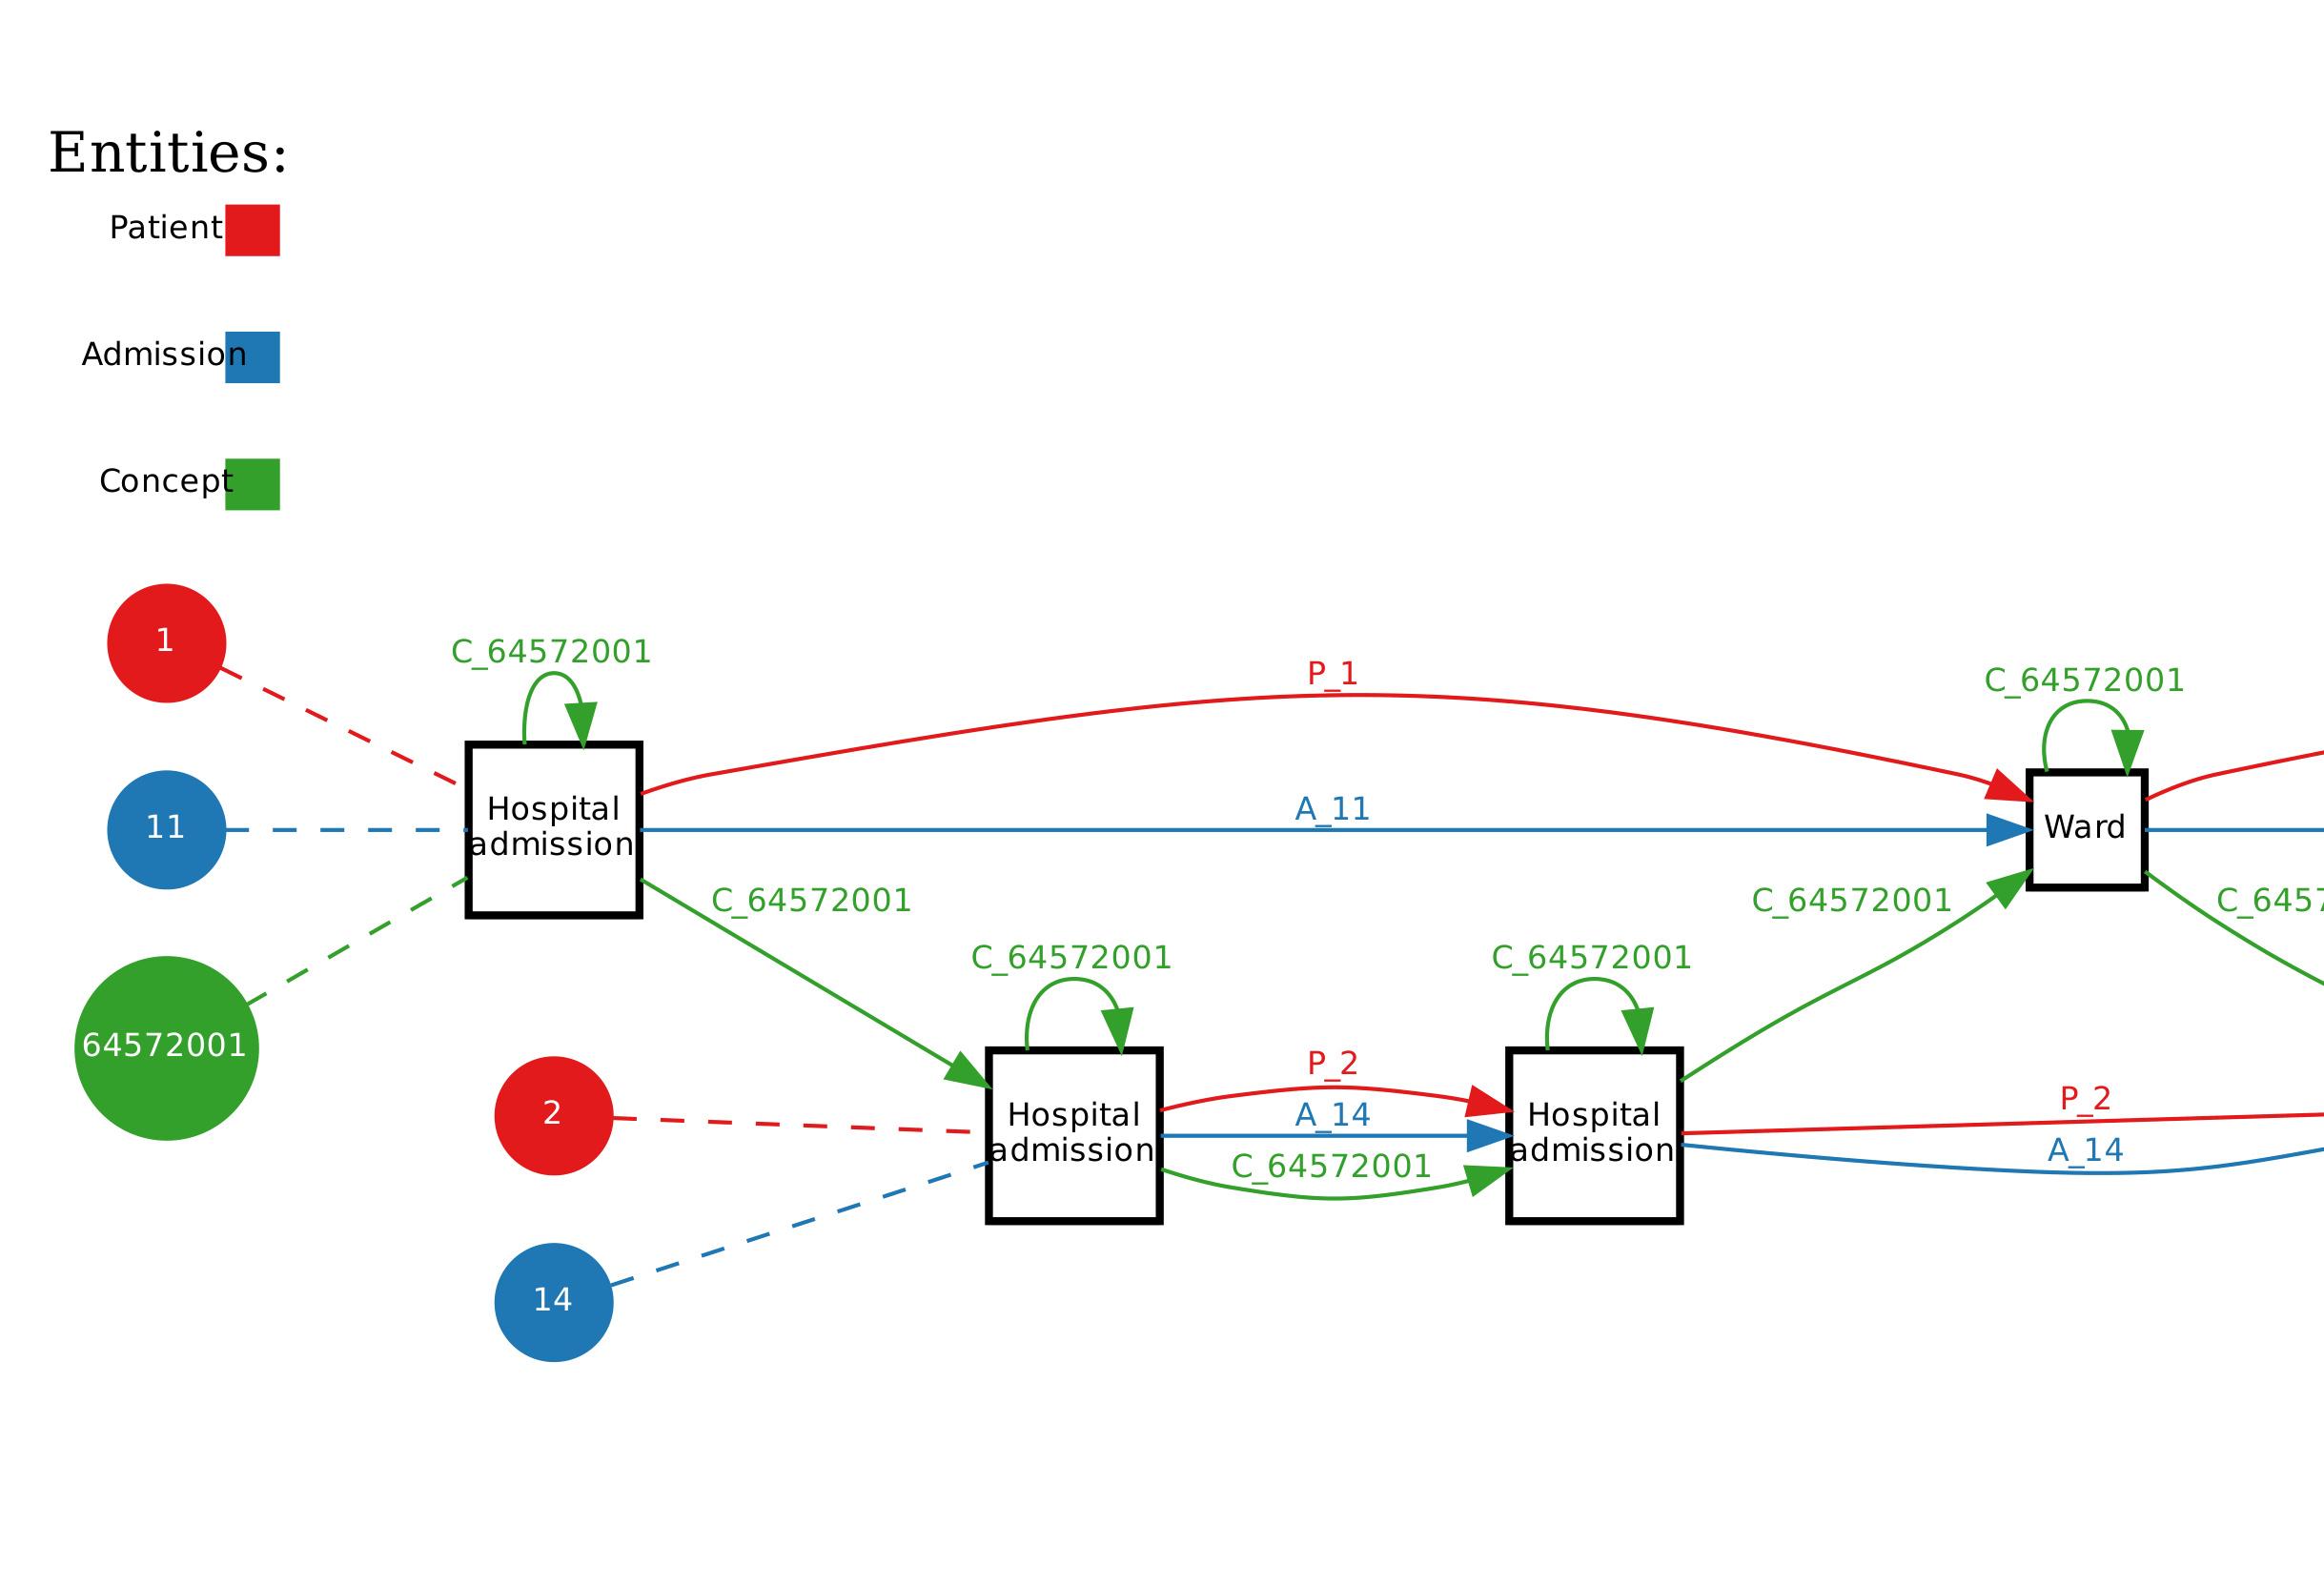 Entities:
Patient
Admission
Concept
1
C_64572001
P_1
C_64572001
11
Hospital
admission
A_11
Ward
C_64572001
C_64572001
C_6457
C_64572001
C_64572001
64572001
2
P_2
P_2
Hospital
admission
A_14
Hospital
admission
A_14
C_64572001
14